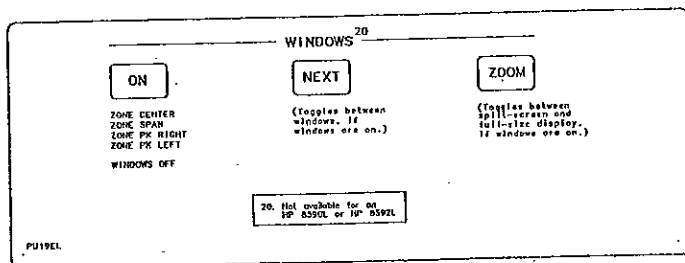 WINDOWS 20
ON
NEXT
ZOOM
ZONE CENTER
ZONE SPAN
ZONE PK RIGHT
ZONE PK LEFT
WINDOWS OFF
(Toggles between
windows, if
windows are on.)
(Toggles between
split-screen and
full-size display,
if windows are on.)
20. Not available for an
HP 8590L or HP 8592L
PU19EL